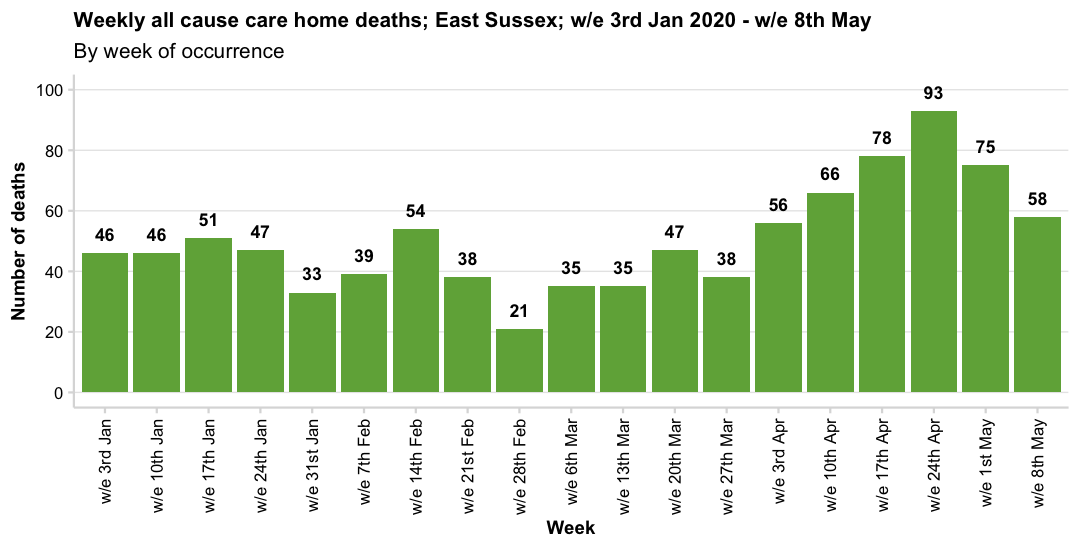 Weekly all cause care home deaths; East Sussex; w/e 3rd Jan 2020 - w/e 8th May
By week of occurrence
Number of deaths
100
80
60
40
20
0
46
46
51
47
33
39
54
38
21
35
35
47
38
56
66
78
93
75
58
w/e 3rd Jan
w/e 10th Jan
w/e 17th Jan
w/e 24th Jan
w/e 31st Jan
w/e 7th Feb
w/e 14th Feb
w/e 21st Feb
w/e 28th Feb
w/e 6th Mar
w/e 13th Mar
w/e 20th Mar
w/e 27th Mar
w/e 3rd Apr
w/e 10th Apr
w/e 17th Apr
w/e 24th Apr
w/e 1st May
w/e 8th May
Week